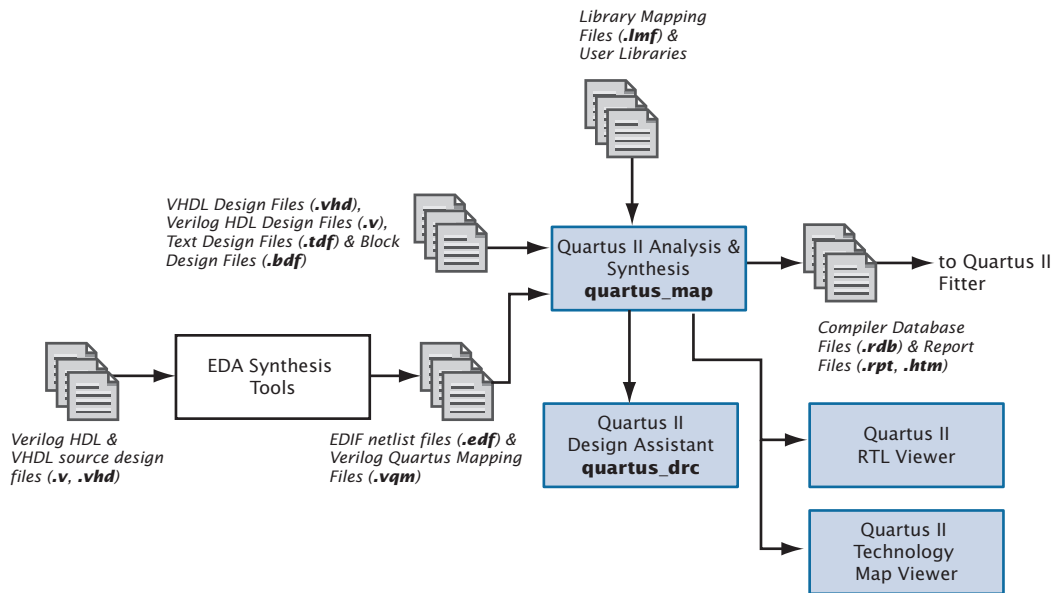 Library Mapping
Files (.lmf) &
User Libraries
VHDL Design Files (.vhd),
Verilog HDL Design Files (.v),
Text Design Files (.tdf) & Block
Design Files (.bdf)
Quartus II Analysis &
Synthesis
quartus_map
to Quartus II
Fitter
Compiler Database
Files (.rdb) & Report
Files (.rpt, .htm)
EDA Synthesis
Tools
Verilog HDL &
VHDL source design
files (.v, .vhd)
EDIF netlist files (.edf) &
Verilog Quartus Mapping
Files (.vqm)
Quartus II
Design Assistant
quartus_drc
Quartus II
RTL Viewer
Quartus II
Technology
Map Viewer